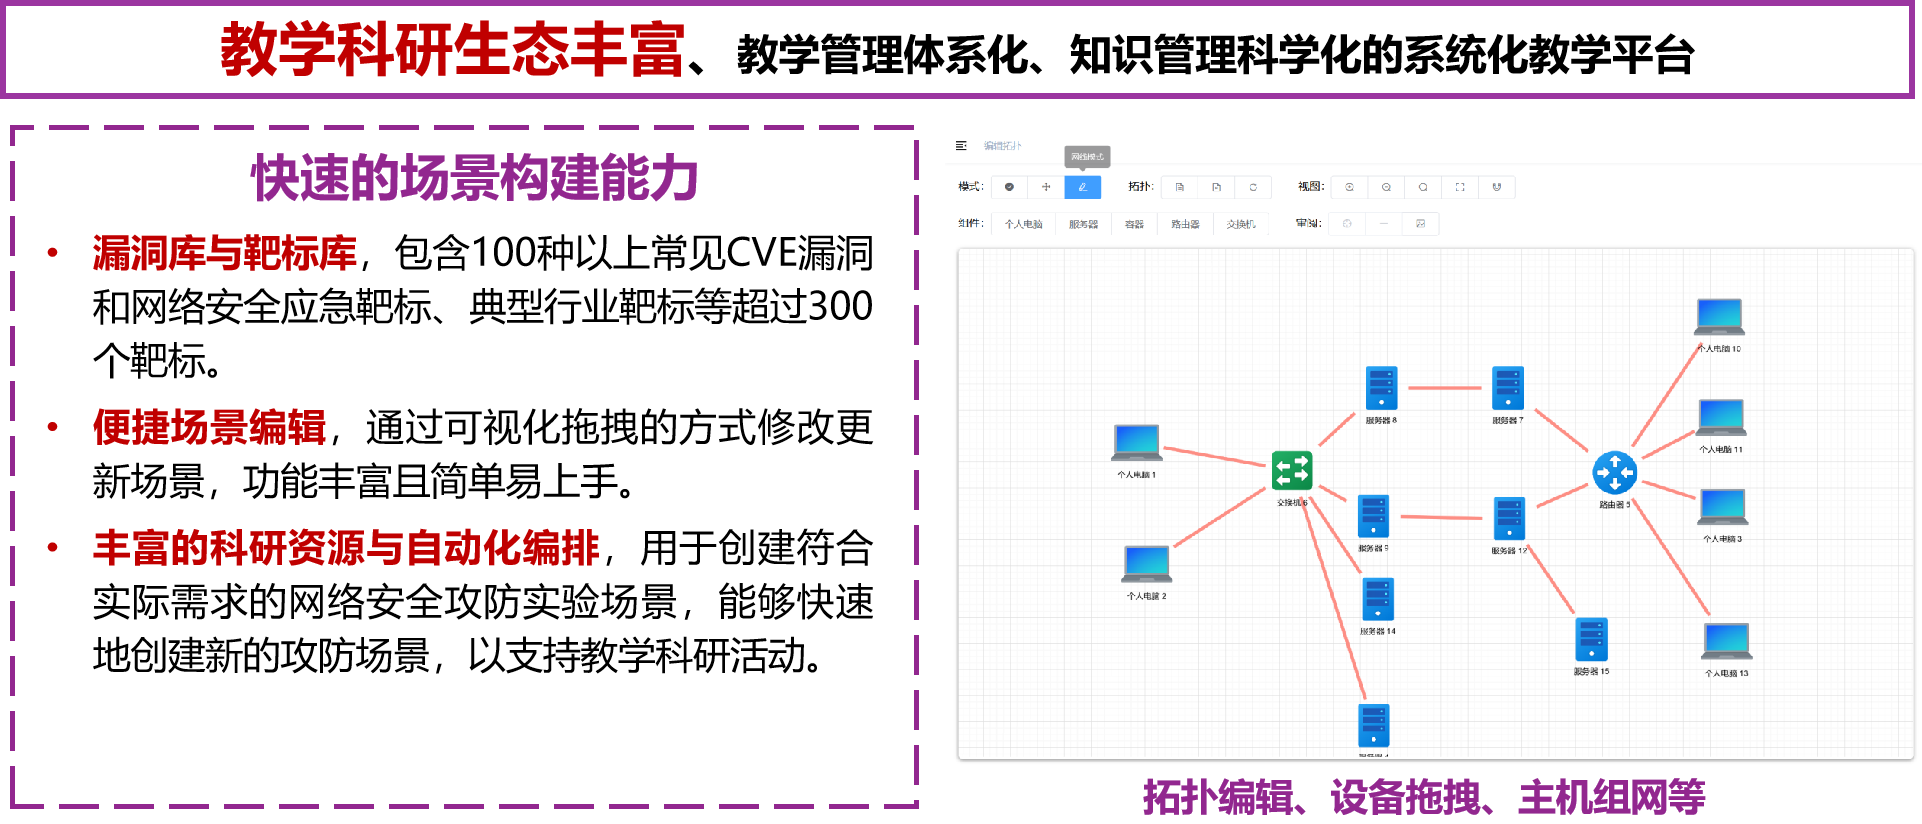 教学科研生态丰富、教学管理体系化、知识管理科学化的系统化教学平台
快速的场景构建能力
• 漏洞库与靶标库，包含100种以上常见CVE漏洞
和网络安全应急靶标、典型行业靶标等超过300
个靶标。
• 便捷场景编辑，通过可视化拖拽的方式修改更
新场景，功能丰富且简单易上手。
• 丰富的科研资源与自动化编排，用于创建符合
实际需求的网络安全攻防实验场景，能够快速
地创建新的攻防场景，以支持教学科研活动。
编辑拓扑
网线模式
模式：
拓扑：
视图：
组件：
个人电脑
服务器
容器
路由器
交换机
审阅：
个人电脑 10
服务器 8
服务器 7
个人电脑 11
个人电脑 1
交换机 6
路由器 5
个人电脑 3
服务器 9
服务器 12
个人电脑 2
服务器 14
服务器 15
个人电脑 13
服务器 4
拓扑编辑、设备拖拽、主机组网等